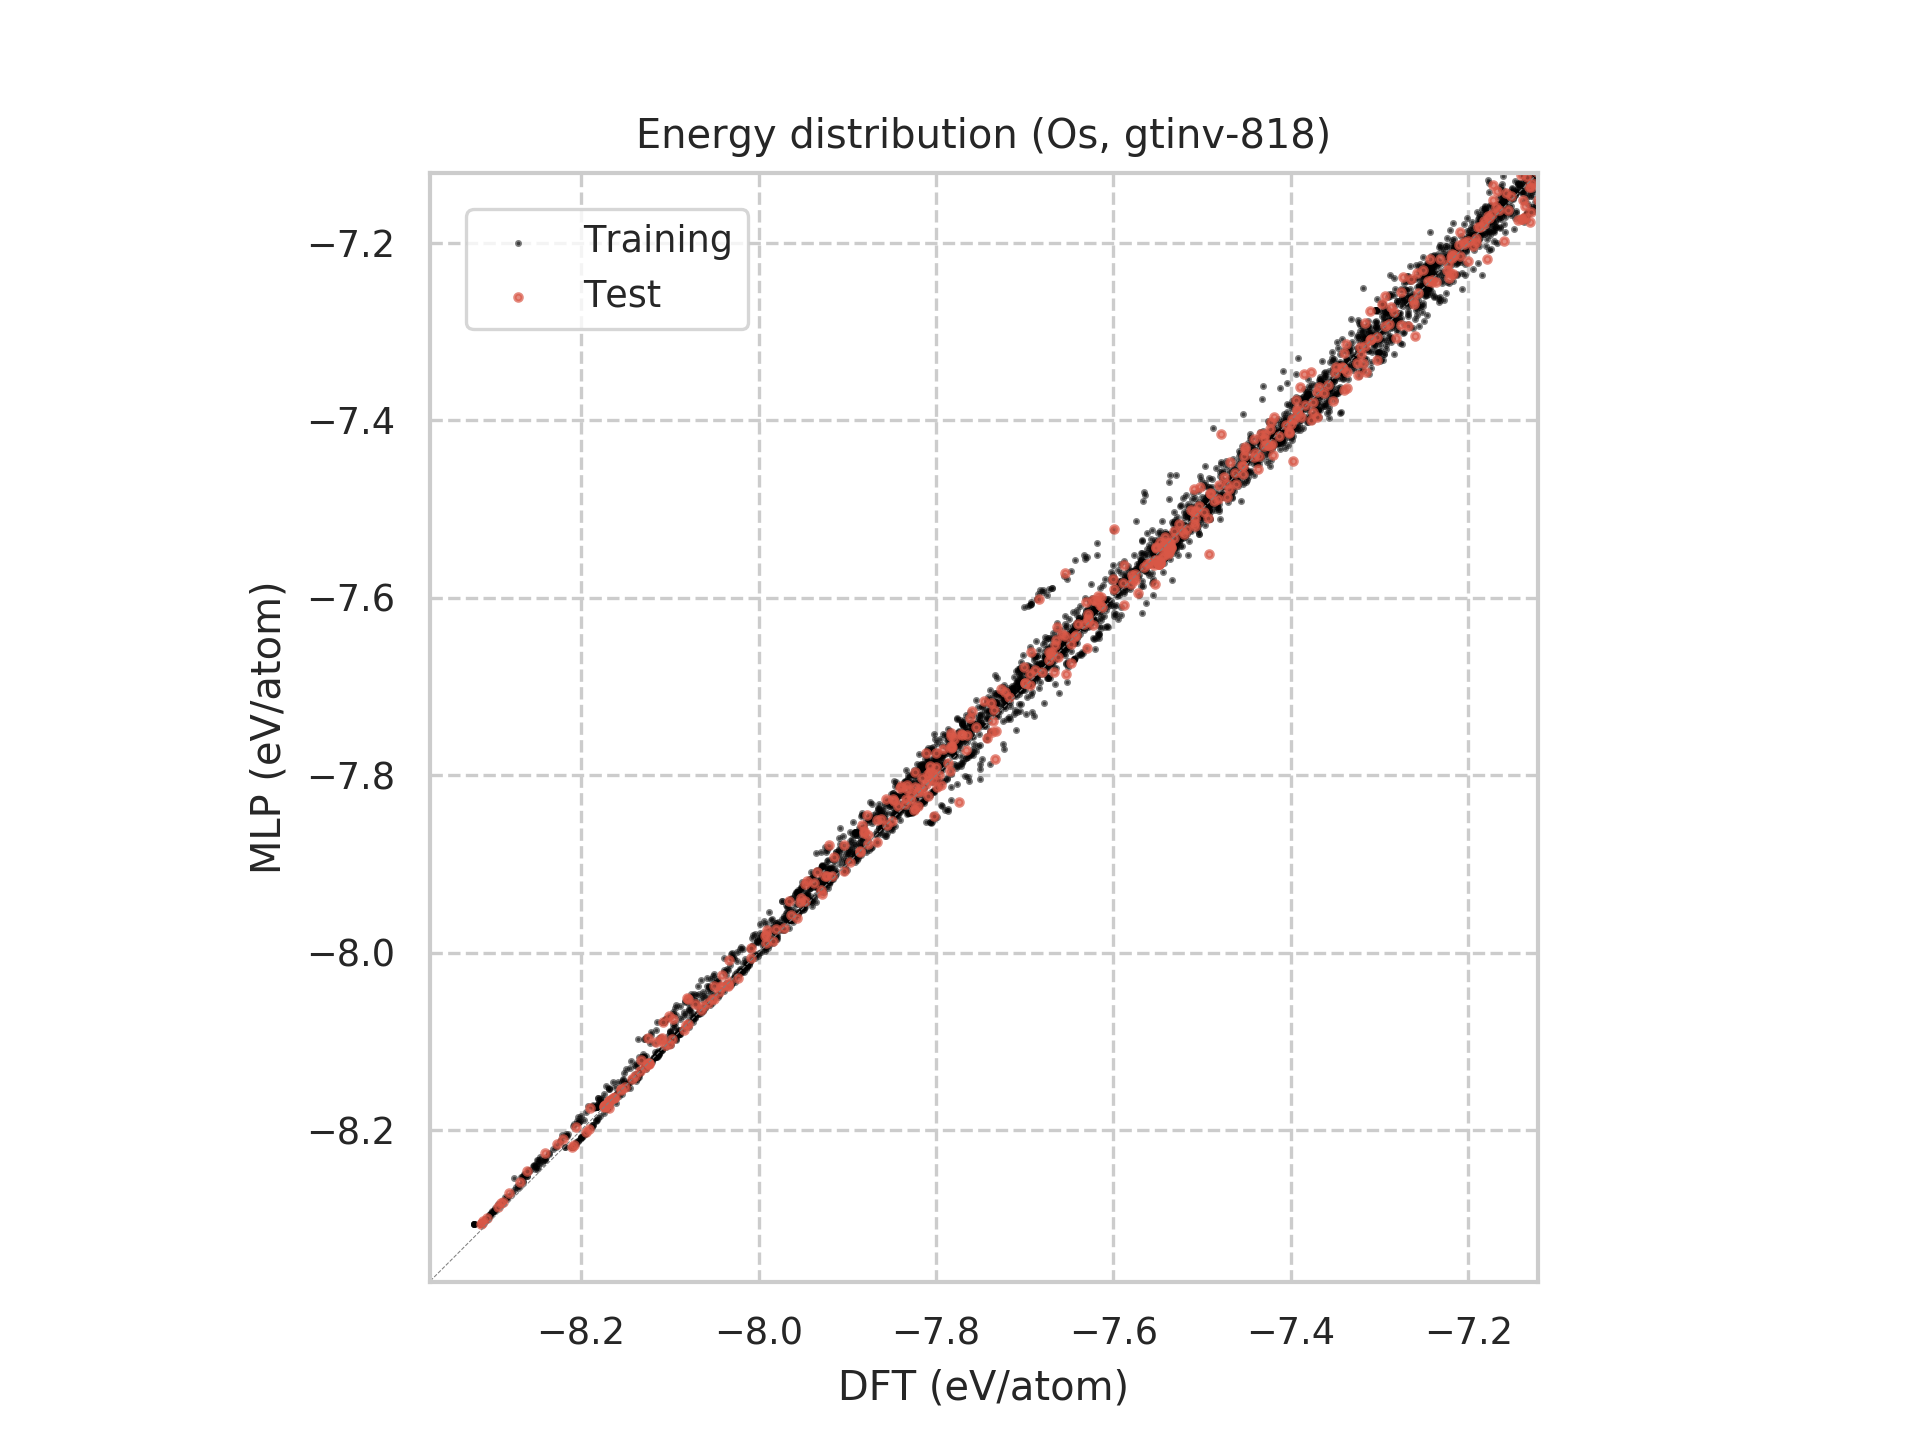 Energy distribution (Os, gtinv-818)
Training
Test
−7.2
−7.4
−7.6
−7.8
−8.0
−8.2
MLP (eV/atom)
−8.2 −8.0 −7.8 −7.6 −7.4 −7.2
DFT (eV/atom)